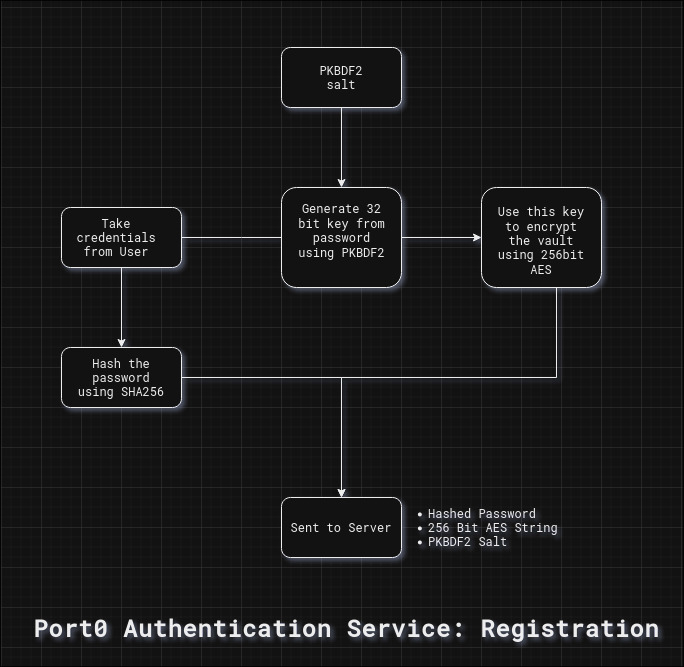 PKBDF2
salt
Generate 32
bit key from
password
using PKBDF2
Take
credentials
from User
Use this key
to encrypt
the vault
using 256bit
AES
Hash the
password
using SHA256
Sent to Server
• Hashed Password
• 256 Bit AES String
• PKBDF2 Salt
Port0 Authentication Service: Registration